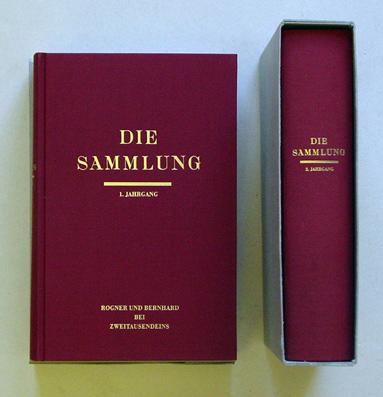 DIE
SAMMLUNG
1. JAHRGANG
ROGNER UND BERNHARD
BEI
ZWEITAUSENDEINS
DIE
SAMMLUNG
2. JAHRGANG